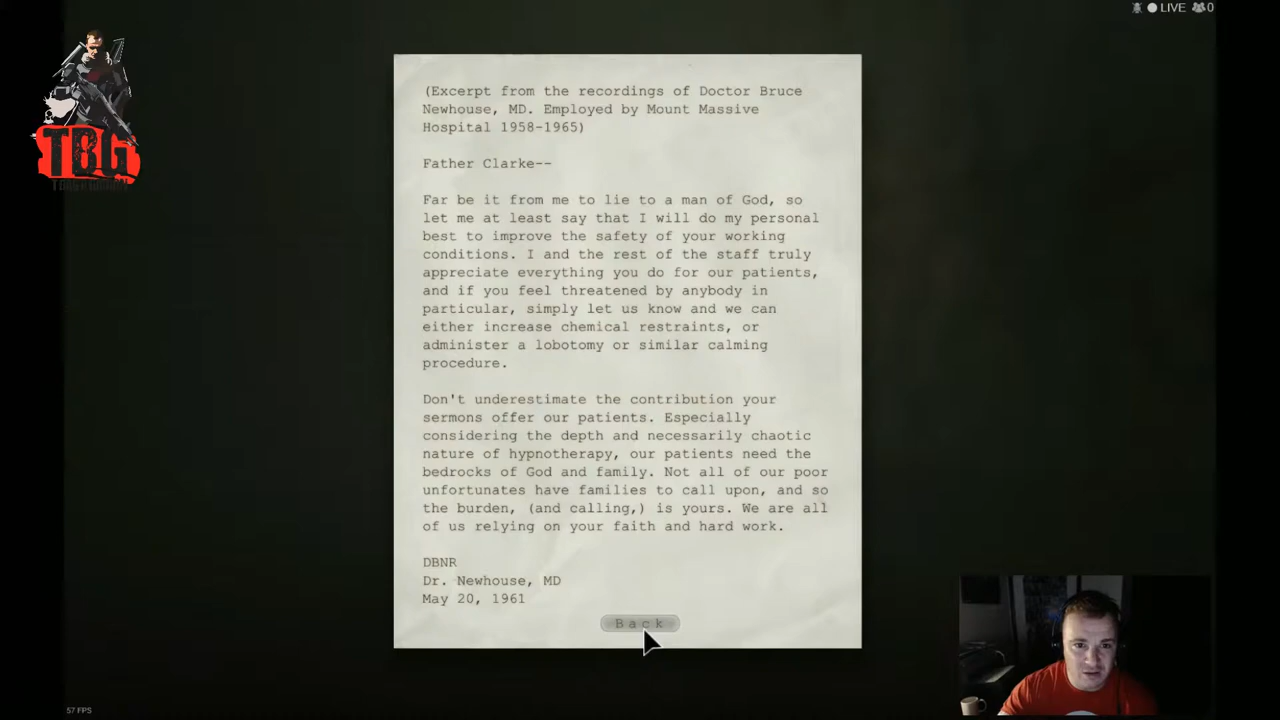 LIVE 0
TBG
(Excerpt from the recordings of Doctor Bruce
Newhouse, MD. Employed by Mount Massive
Hospital 1958-1965)
Father Clarke--
Far be it from me to lie to a man of God, so
let me at least say that I will do my personal
best to improve the safety of your working
conditions. I and the rest of the staff truly
appreciate everything you do for our patients,
and if you feel threatened by anybody in
particular, simply let us know and we can
either increase chemical restraints, or
administer a lobotomy or similar calming
procedure.
Don't underestimate the contribution your
sermons offer our patients. Especially
considering the depth and necessarily chaotic
nature of hypnotherapy, our patients need the
bedrocks of God and family. Not all of our poor
unfortunates have families to call upon, and so
the burden, (and calling,) is yours. We are all
of us relying on your faith and hard work.
DBNR
Dr. Newhouse, MD
May 20, 1961
Back
57 FPS